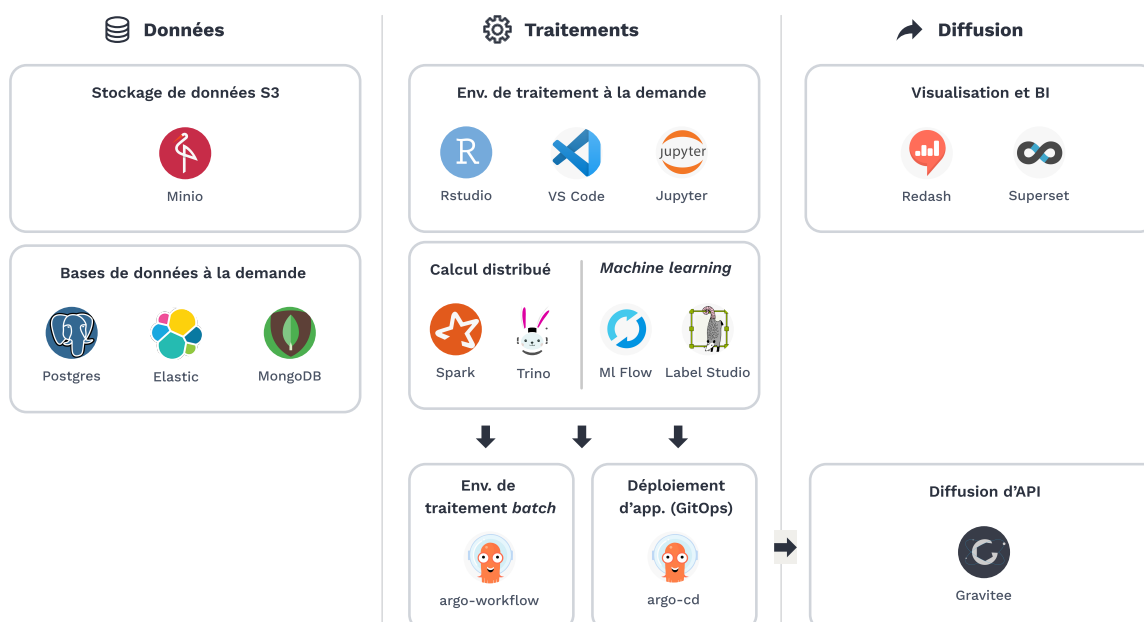 Données
Stockage de données S3
Minio
Bases de données à la demande
Postgres
Elastic
MongoDB
Traitements
Env. de traitement à la demande
Rstudio
VS Code
jupyter
Jupyter
Calcul distribué
Spark
Trino
Machine learning
Ml Flow
Label Studio
Env. de
traitement batch
argo-workflow
Déploiement
d'app. (GitOps)
argo-cd
Diffusion
Visualisation et BI
Redash
Superset
Diffusion d'API
Gravitee